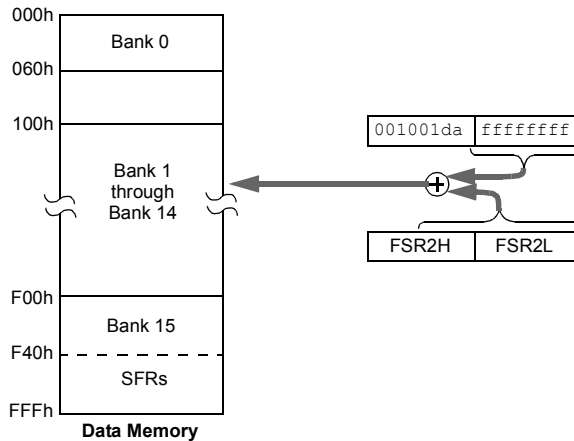 000h
Bank 0
060h
100h
001001da ffffffff
Bank 1
through
Bank 14
FSR2H FSR2L
F00h
Bank 15
F40h
SFRs
FFFh
Data Memory